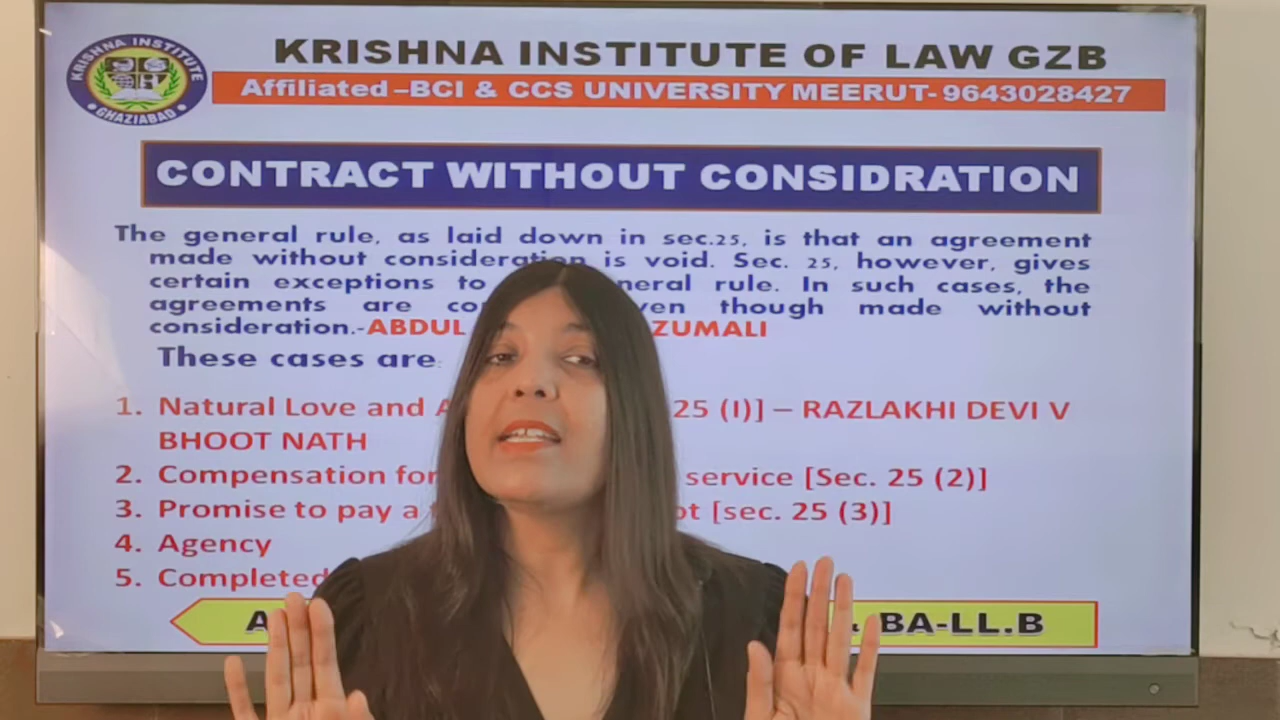 KRISHNA INSTITUTE
GHAZIABAD
KRISHNA INSTITUTE OF LAW GZB
Affiliated –BCI & CCS UNIVERSITY MEERUT- 9643028427
CONTRACT WITHOUT CONSIDRATION
The general rule, as laid down in sec.25, is that an agreement
made without consideration is void. Sec. 25, however, gives
certain exceptions to neral rule. In such cases, the
agreements are co ven though made without
consideration.-ABDUL ZUMALI
These cases are:
1. Natural Love and A 25 (I)] – RAZLAKHI DEVI V
BHOOT NATH
2. Compensation for service [Sec. 25 (2)]
3. Promise to pay a [sec. 25 (3)]
4. Agency
5. Completed
A & BA-LL.B